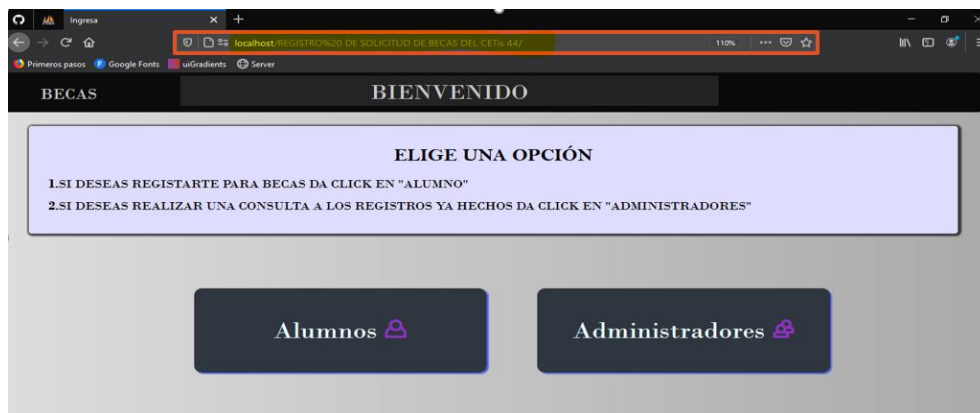 Ingresa
localhost/REGISTRO%20 DE SOLICITUD DE BECAS DEL CETis 44/
110%
Primeros pasos Google Fonts uiGradients Server
BECAS BIENVENIDO
ELIGE UNA OPCIÓN
1.SI DESEAS REGISTARTE PARA BECAS DA CLICK EN "ALUMNO"
2.SI DESEAS REALIZAR UNA CONSULTA A LOS REGISTROS YA HECHOS DA CLICK EN "ADMINISTRADORES"
Alumnos Administradores